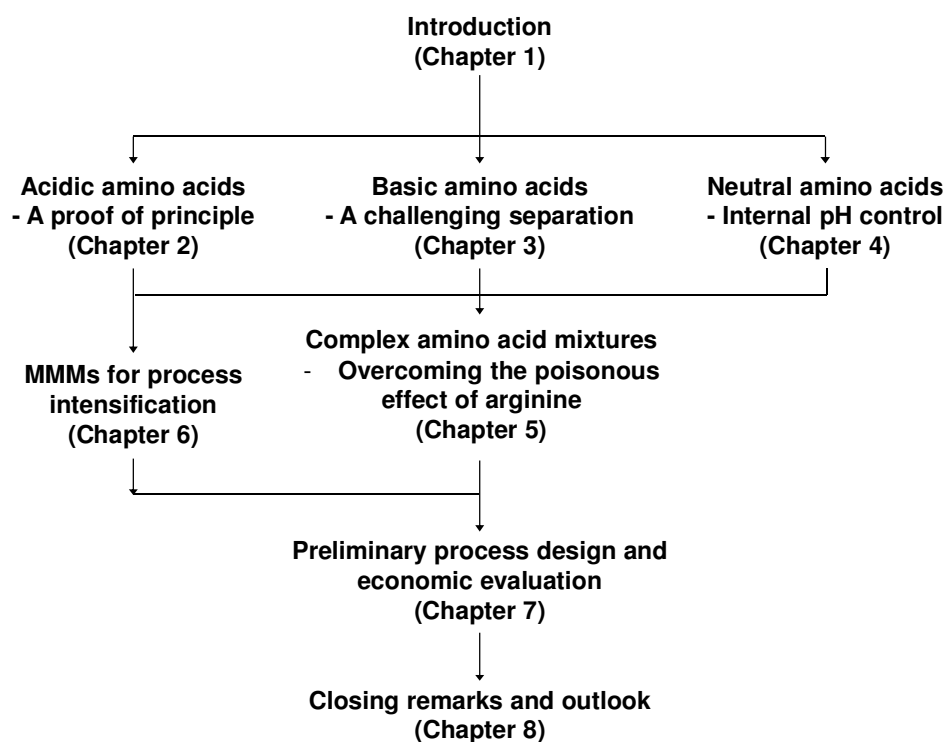 Introduction
(Chapter 1)
Acidic amino acids
- A proof of principle
(Chapter 2)
Basic amino acids
- A challenging separation
(Chapter 3)
Neutral amino acids
- Internal pH control
(Chapter 4)
MMMs for process
intensification
(Chapter 6)
Complex amino acid mixtures
- Overcoming the poisonous
effect of arginine
(Chapter 5)
Preliminary process design and
economic evaluation
(Chapter 7)
Closing remarks and outlook
(Chapter 8)